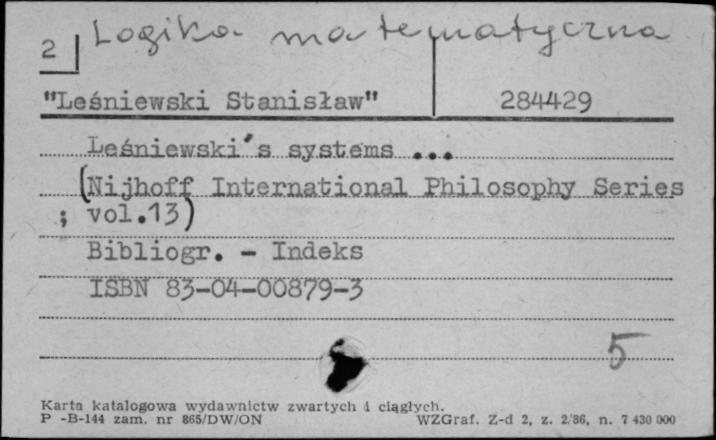 Logika matematyczna
2
"Leśniewski Stanisław" 284429
Leśniewski's systems ...
(Nijhoff International Philosophy Series
; vol.13)
Bibliogr. - Indeks
ISBN 83-04-00879-3
5
Karta katalogowa wydawnictw zwartych i ciągłych.
P -B-144 zam. nr 865/DW/ON WZGraf. Z-d 2, z. 2/86, n. 7 430 000